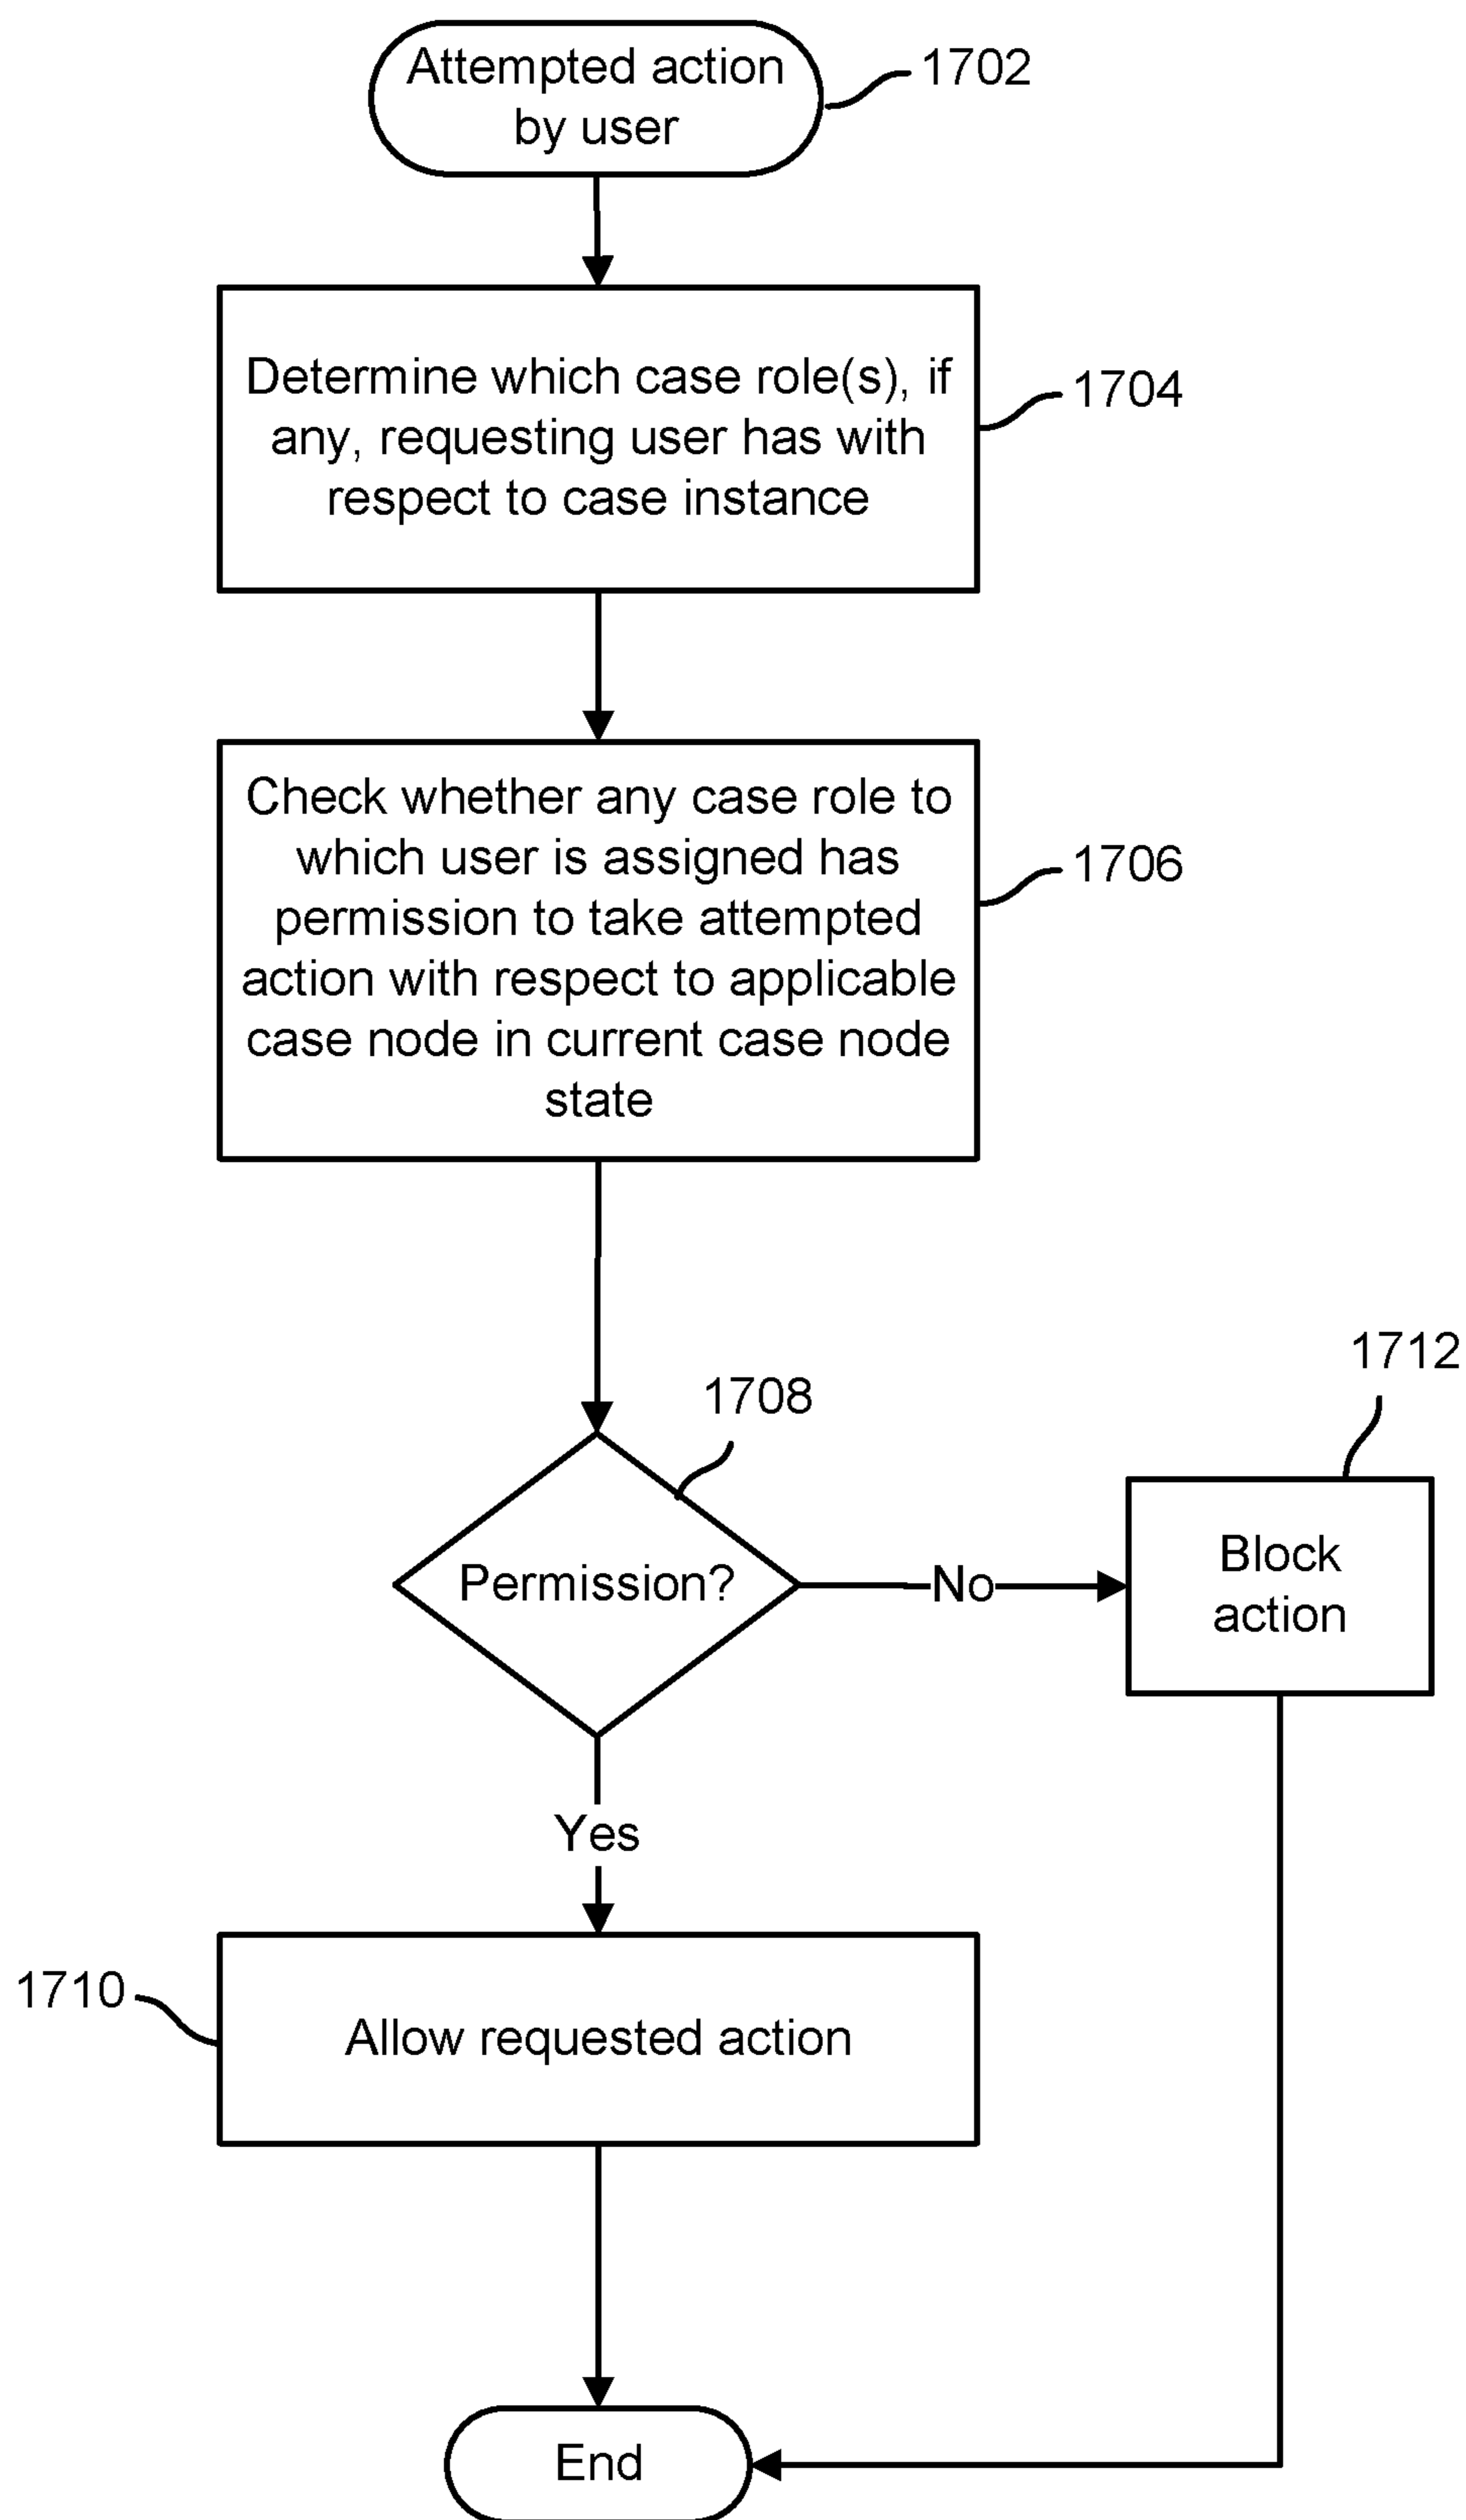 Attempted action
by user
1702
Determine which case role(s), if
any, requesting user has with
respect to case instance
1704
Check whether any case role to
which user is assigned has
permission to take attempted
action with respect to applicable
case node in current case node
state
1706
1708
Permission?
No
1712
Block
action
Yes
1710
Allow requested action
End